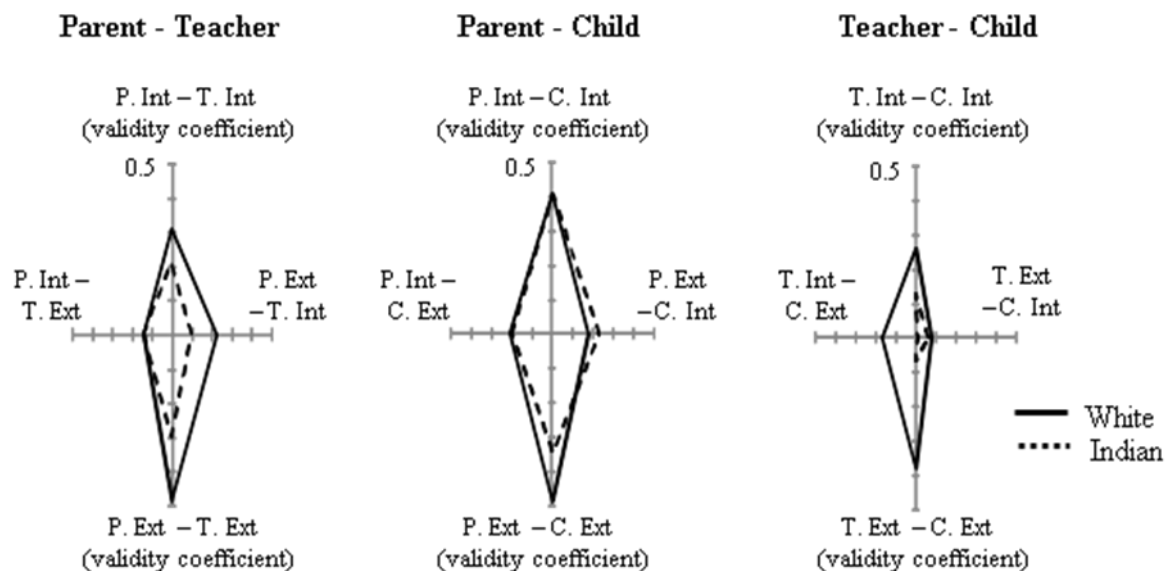 Parent - Teacher
P. Int – T. Int
(validity coefficient)
0.5
P. Int –
T. Ext
P. Ext
–T. Int
P. Ext – T. Ext
(validity coefficient)
Parent - Child
P. Int – C. Int
(validity coefficient)
0.5
P. Int –
C. Ext
P. Ext
–C. Int
P. Ext – C. Ext
(validity coefficient)
Teacher - Child
T. Int – C. Int
(validity coefficient)
0.5
T. Int –
C. Ext
T. Ext
–C. Int
T. Ext – C. Ext
(validity coefficient)
White
Indian